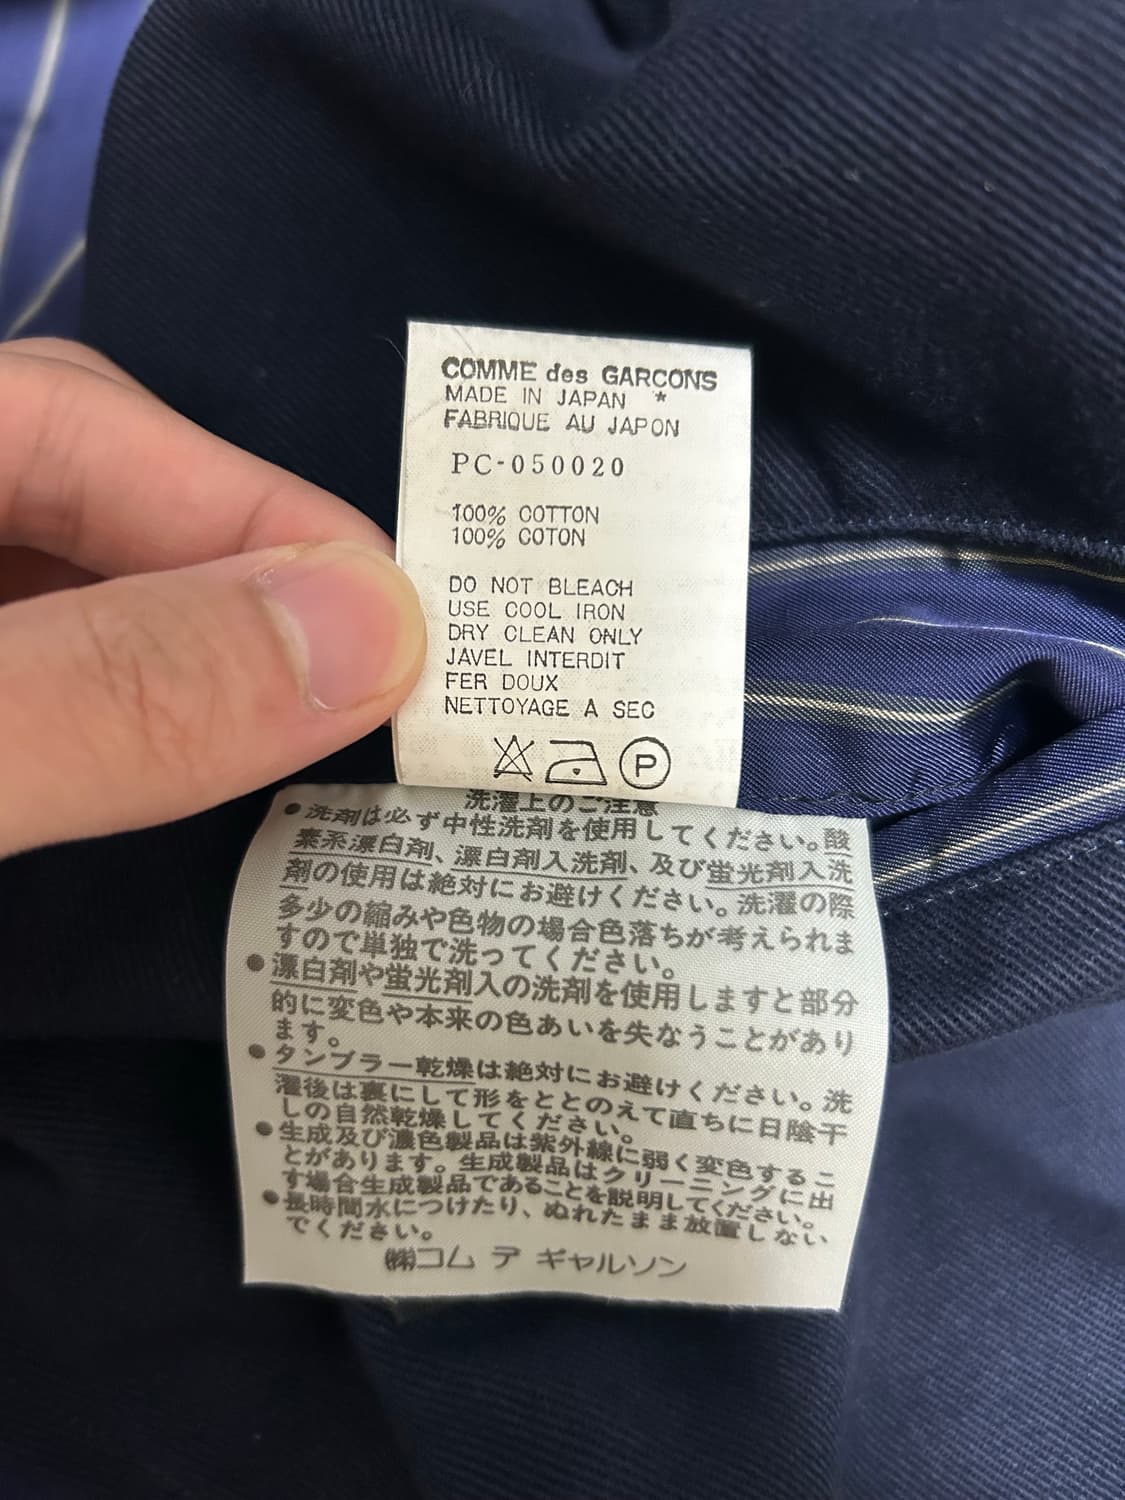 COMME des GARCONS
MADE IN JAPAN *
FABRIQUE AU JAPON
PC-050020
100% COTTON
100% COTON
DO NOT BLEACH
USE COOL IRON
DRY CLEAN ONLY
JAVEL INTERDIT
FER DOUX
NETTOYAGE A SEC
P
洗濯上のご注意
●洗剤は必ず中性洗剤を使用してください。酸
素系漂白剤、漂白剤入洗剤、及び蛍光剤入洗
剤の使用は絶対にお避けください。洗濯の際
多少の縮みや色物の場合色落ちが考えられま
すので単独で洗ってください。
●漂白剤や蛍光剤入の洗剤を使用しますと部分
的に変色や本来の色あいを失なうことがあり
ます。
●タンブラー乾燥は絶対にお避けください。洗
濯後は裏にして形をととのえて直ちに日陰干
しの自然乾燥してください。
●生成及び濃色製品は紫外線に弱く変色するこ
とがあります。生成製品はクリーニングに出
す場合生成製品であることを説明してください。
●長時間水につけたり、ぬれたまま放置しない
でください。
㈱コム デ ギャルソン